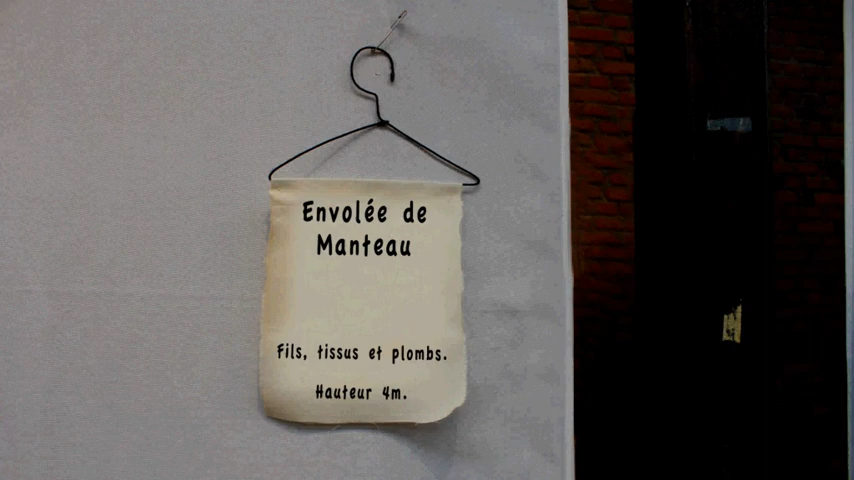 Envolée de
Manteau
Fils, tissus et plombs.
Hauteur 4m.